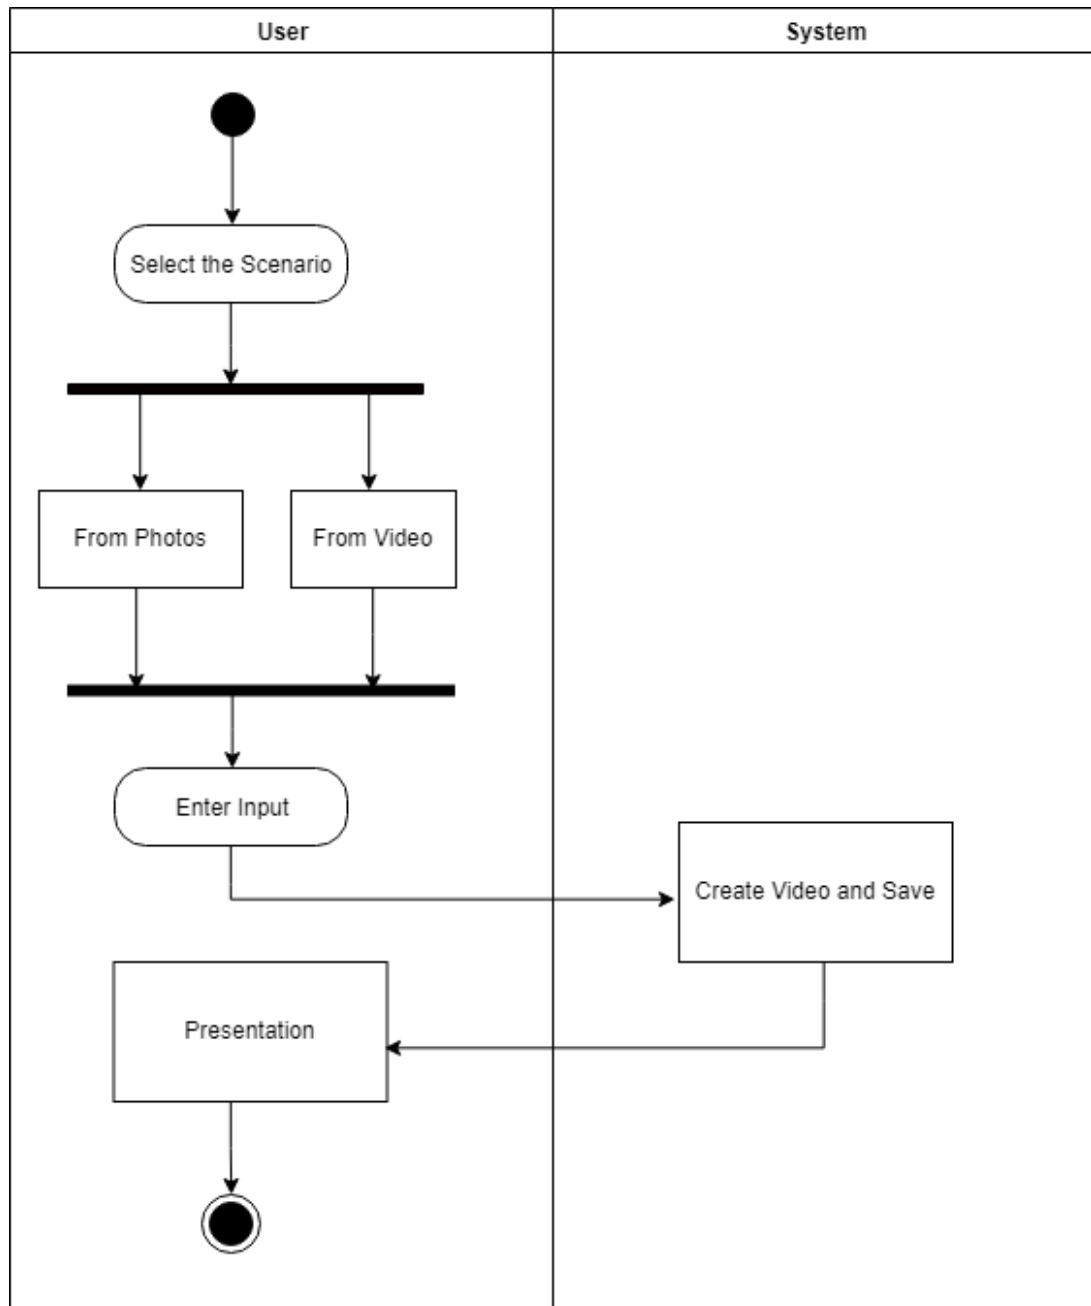 User
System
Select the Scenario
From Photos
From Video
Enter Input
Create Video and Save
Presentation